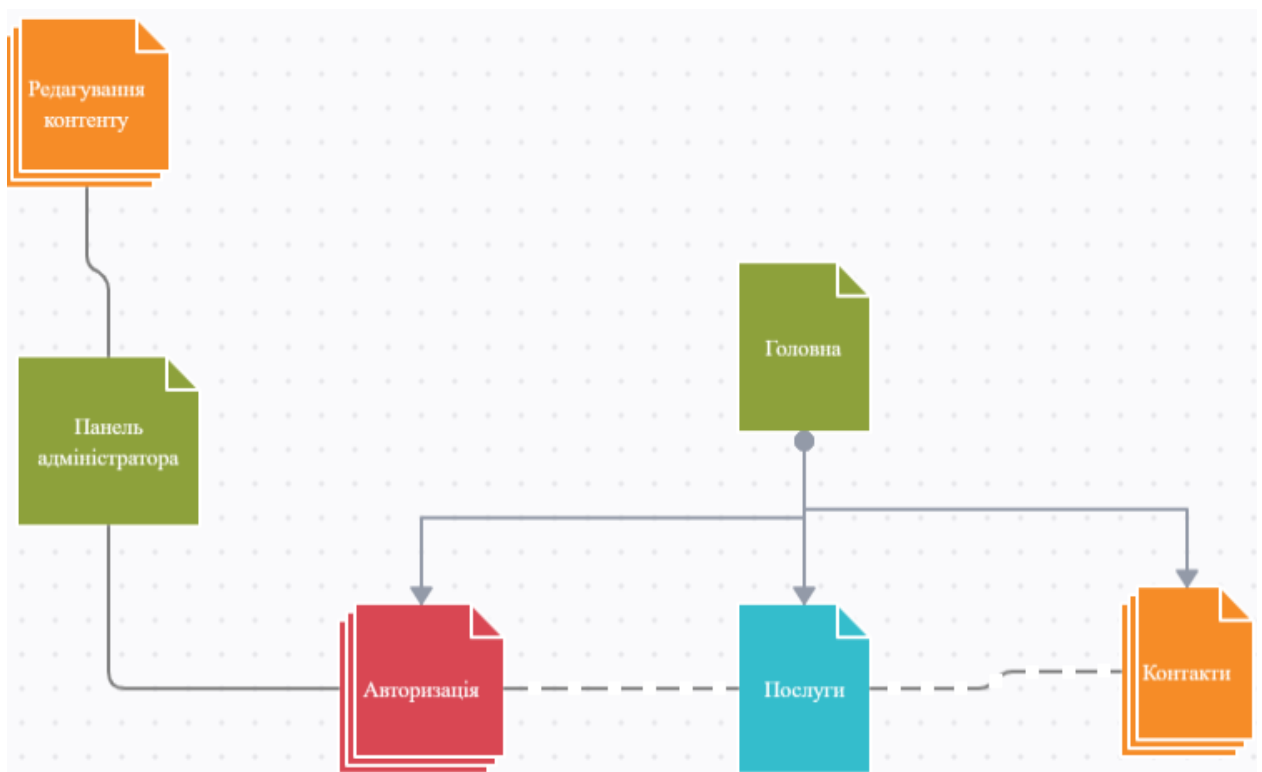 Редагування
контенту
Головна
Панель
адміністратора
Авторизація
Послуги
Контакти